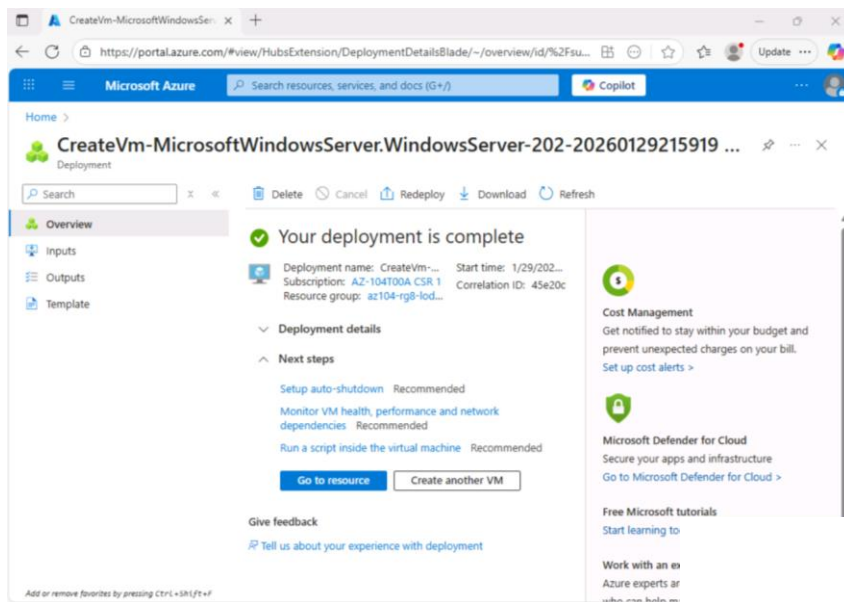 CreateVm-MicrosoftWindowsSer
https://portal.azure.com/#view/HubsExtension/DeploymentDetailsBlade/~/overview/id/%2Fsu...
Update
Microsoft Azure
Search resources, services, and docs (G+/)
Copilot
Home >
CreateVm-MicrosoftWindowsServer.WindowsServer-202-20260129215919 ...
Deployment
Search
Delete Cancel Redeploy Download Refresh
Overview
Inputs
Outputs
Template
Your deployment is complete
Deployment name: CreateVm-...
Subscription: AZ-104T00A CSR 1
Resource group: az104-rg8-lod...
Start time: 1/29/202...
Correlation ID: 45e20c
Deployment details
Next steps
Setup auto-shutdown Recommended
Monitor VM health, performance and network
dependencies Recommended
Run a script inside the virtual machine Recommended
Go to resource
Create another VM
Give feedback
Tell us about your experience with deployment
Cost Management
Get notified to stay within your budget and
prevent unexpected charges on your bill.
Set up cost alerts >
Microsoft Defender for Cloud
Secure your apps and infrastructure
Go to Microsoft Defender for Cloud >
Free Microsoft tutorials
Start learning to
Work with an
Azure experts
who can help
Add or remove favorites by pressing Ctrl+Shift+F